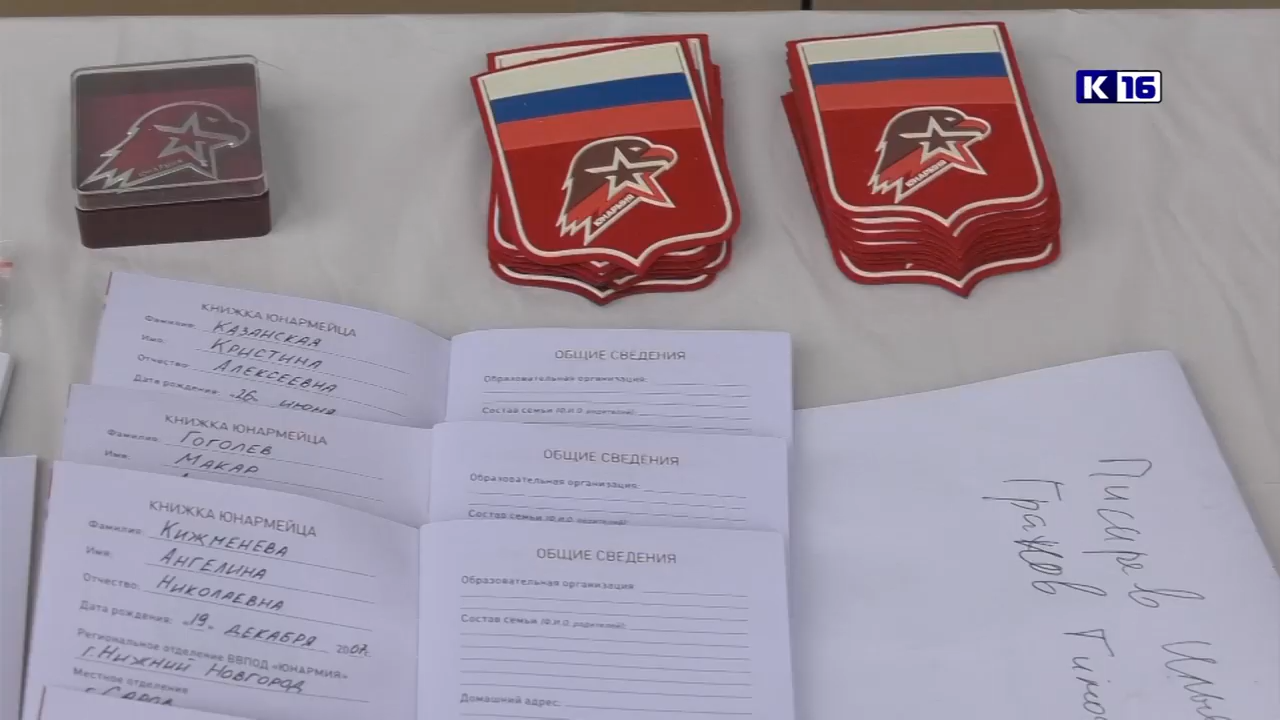 К 16
ЮНАРМИЯ
ЮНАРМИЯ
КНИЖКА ЮНАРМЕЙЦА
Фамилия: КАЗАНСКАЯ
Имя: КРИСТИНА
Отчество: АЛЕКСЕЕВНА
Дата рождения: «26 ИЮНЯ
ОБЩИЕ СВЕДЕНИЯ
Образовательная организация:
Состав семьи (Ф.И.О. родителей):
КНИЖКА ЮНАРМЕЙЦА
Фамилия: ГОГОЛЕВ
Имя: МАКАР
ОБЩИЕ СВЕДЕНИЯ
Образовательная организация:
Состав семьи (Ф.И.О. родителей):
КНИЖКА ЮНАРМЕЙЦА
Фамилия: КИЖМЕНЕВА
Имя: АНГЕЛИНА
Отчество: НИКОЛАЕВНА
Дата рождения: «19» ДЕКАБРЯ 2007
Региональное отделение ВВПОД «ЮНАРМИЯ»
г. НИЖНИЙ НОВГОРОД
Местное отделение
г. САРОВ
ОБЩИЕ СВЕДЕНИЯ
Образовательная организация
Состав семьи (Ф.И.О. родителей):
Домашний адрес:
Писарев